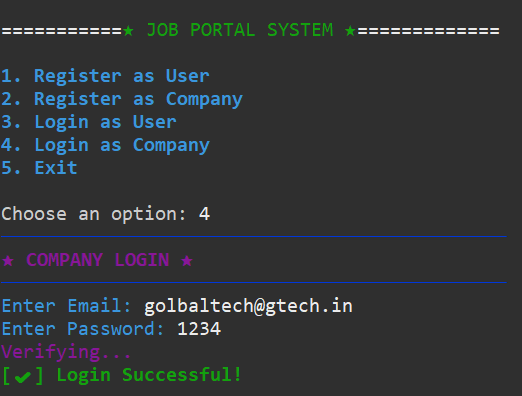 ===========★ JOB PORTAL SYSTEM ★=============
1. Register as User
2. Register as Company
3. Login as User
4. Login as Company
5. Exit
Choose an option: 4
★ COMPANY LOGIN ★
Enter Email: golbaltech@gtech.in
Enter Password: 1234
Verifying...
[✔] Login Successful!